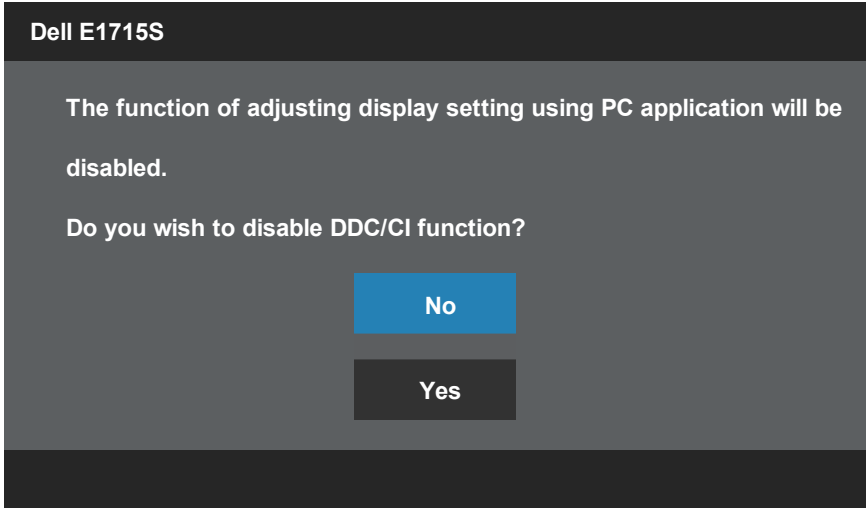 Dell E1715S
The function of adjusting display setting using PC application will be
disabled.
Do you wish to disable DDC/CI function?
No
Yes